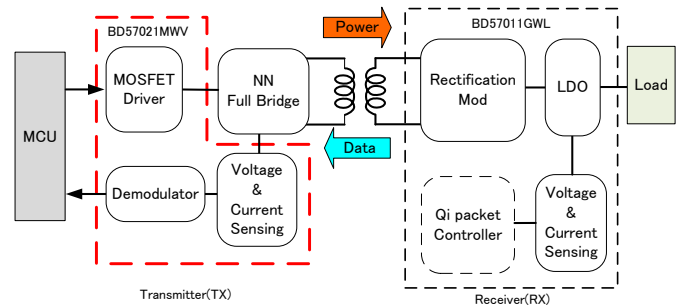 BD57021MWV
Power
BD57011GWL
MCU
MOSFET
Driver
NN
Full Bridge
Rectification
Mod
LDO
Load
Data
Demodulator
Voltage
&
Current
Sensing
Qi packet
Controller
Voltage
&
Current
Sensing
Transmitter(TX)
Receiver(RX)